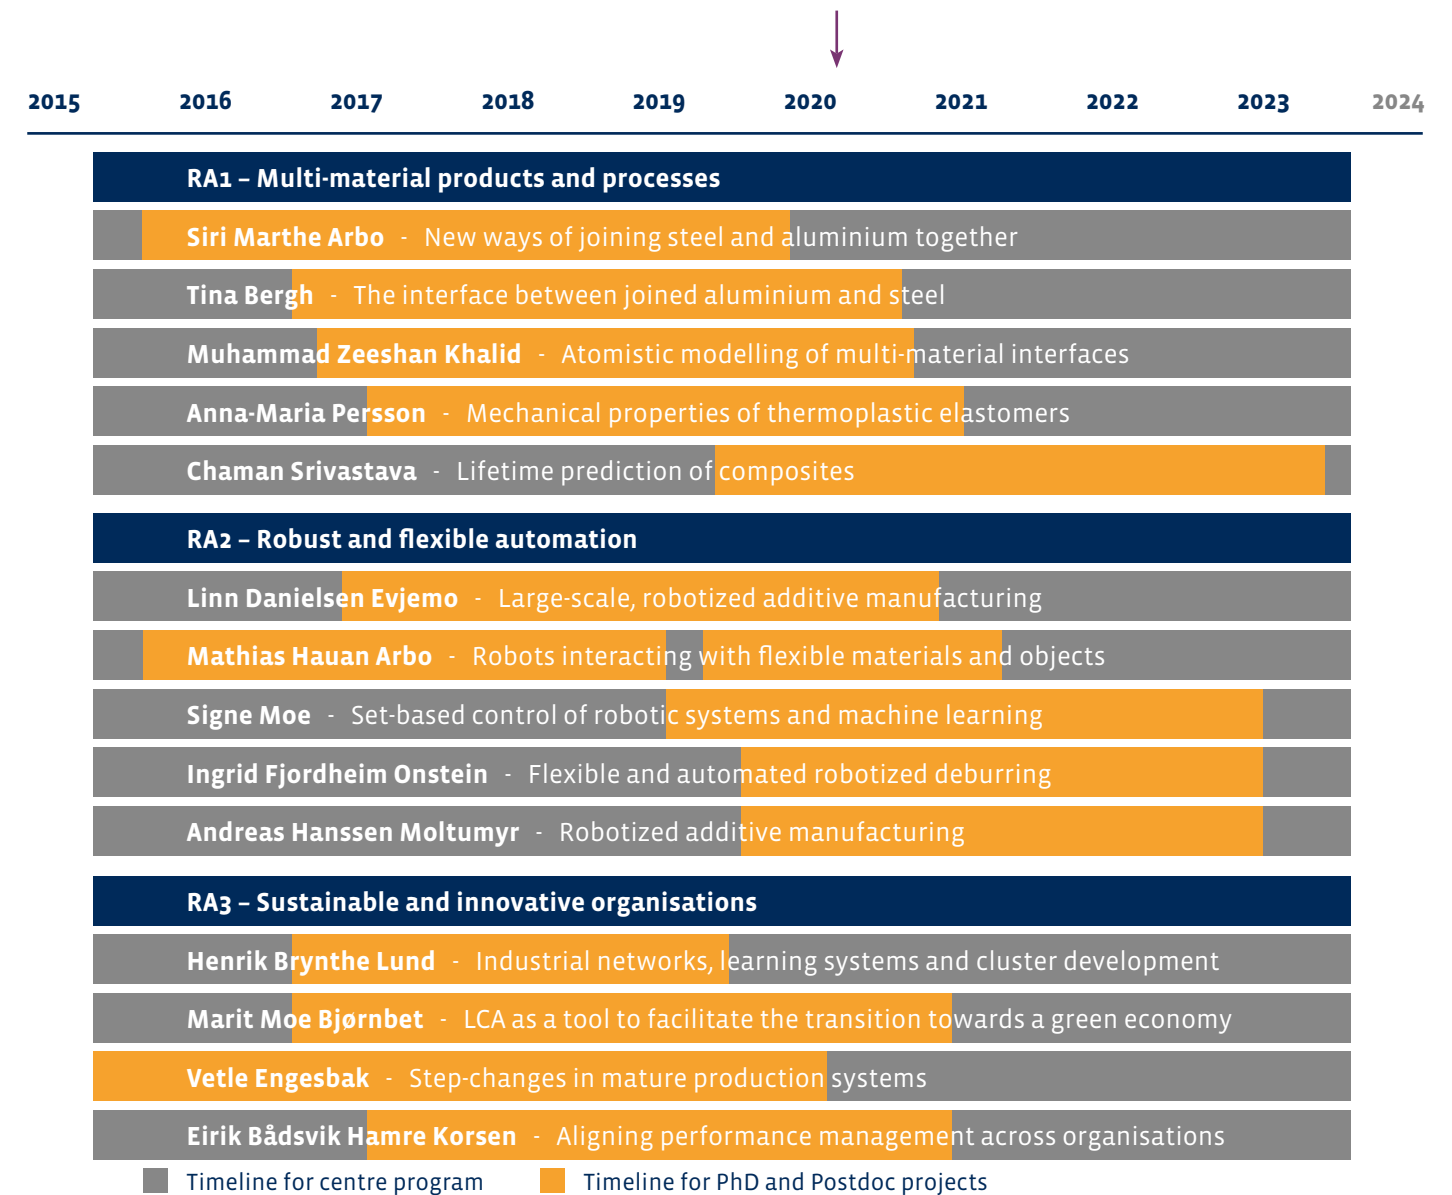 2015 2016 2017 2018 2019 2020 2021 2022 2023 2024
RA1 – Multi-material products and processes
Siri Marthe Arbo - New ways of joining steel and aluminium together
Tina Bergh - The interface between joined aluminium and steel
Muhammad Zeeshan Khalid - Atomistic modelling of multi-material interfaces
Anna-Maria Persson - Mechanical properties of thermoplastic elastomers
Chaman Srivastava - Lifetime prediction of composites
RA2 – Robust and flexible automation
Linn Danielsen Evjemo - Large-scale, robotized additive manufacturing
Mathias Hauan Arbo - Robots interacting with flexible materials and objects
Signe Moe - Set-based control of robotic systems and machine learning
Ingrid Fjordheim Onstein - Flexible and automated robotized deburring
Andreas Hanssen Moltumyr - Robotized additive manufacturing
RA3 – Sustainable and innovative organisations
Henrik Brynthe Lund - Industrial networks, learning systems and cluster development
Marit Moe Bjørnbet - LCA as a tool to facilitate the transition towards a green economy
Vetle Engesbak - Step-changes in mature production systems
Eirik Bådsvik Hamre Korsen - Aligning performance management across organisations
Timeline for centre program Timeline for PhD and Postdoc projects